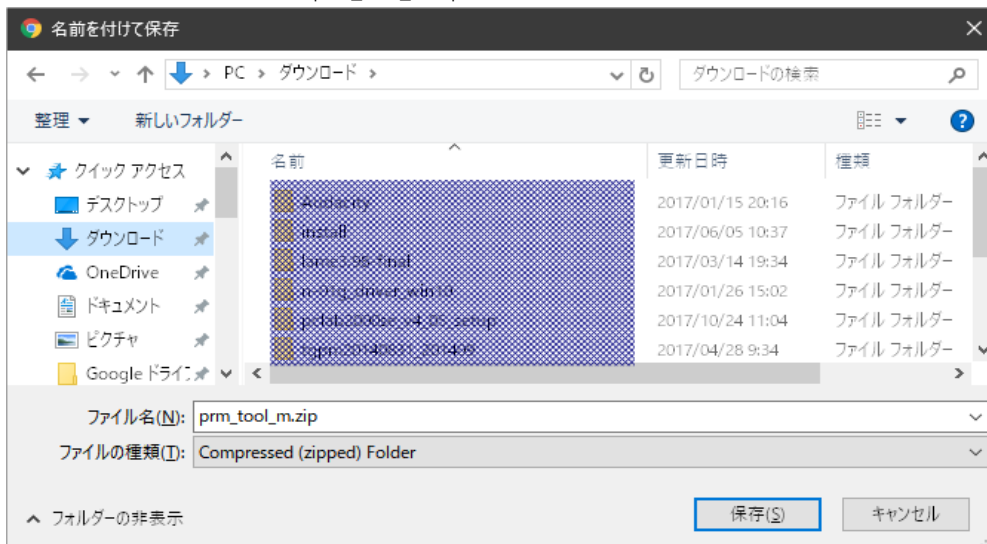 名前を付けて保存
PC > ダウンロード >
ダウンロードの検索
整理 新しいフォルダー
名前 更新日時 種類
クイック アクセス
デスクトップ
ダウンロード
OneDrive
ドキュメント
ピクチャ
Google ドライブ
Audacity 2017/01/15 20:16 ファイル フォルダー
install 2017/06/05 10:37 ファイル フォルダー
lame3.96-final 2017/03/14 19:34 ファイル フォルダー
n-01g_driver_win10 2017/01/26 15:02 ファイル フォルダー
pclab2000se_v4_05_setup 2017/10/24 11:04 ファイル フォルダー
tgpm20140831_201409 2017/04/28 9:34 ファイル フォルダー
ファイル名(N): prm_tool_m.zip
ファイルの種類(T): Compressed (zipped) Folder
フォルダーの非表示
保存(S) キャンセル